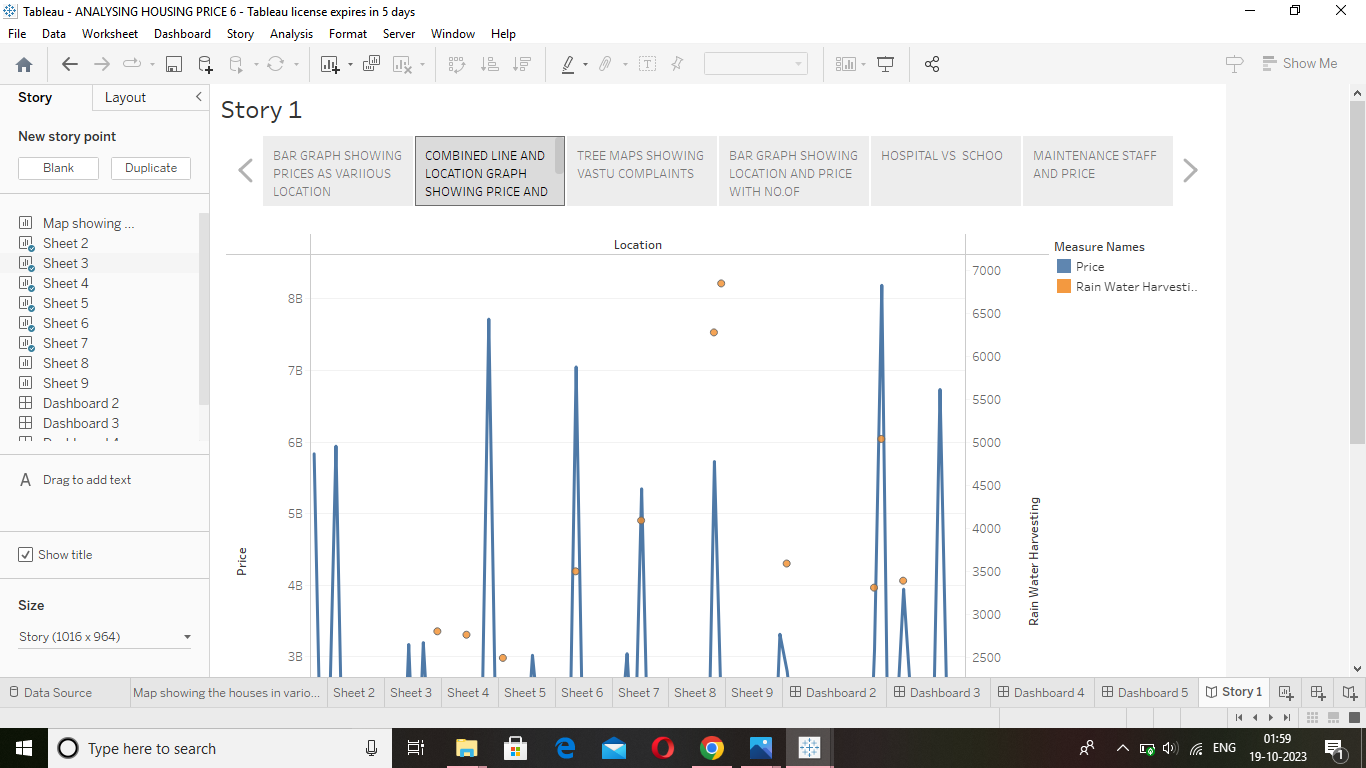 Tableau - ANALYSING HOUSING PRICE 6 - Tableau license expires in 5 days
File Data Worksheet Dashboard Story Analysis Format Server Window Help
Show Me
Story Layout
New story point
Blank Duplicate
Map showing ...
Sheet 2
Sheet 3
Sheet 4
Sheet 5
Sheet 6
Sheet 7
Sheet 8
Sheet 9
Dashboard 2
Dashboard 3
A Drag to add text
Show title
Size
Story (1016 x 964)
Story 1
BAR GRAPH SHOWING
PRICES AS VARIIOUS
LOCATION
COMBINED LINE AND
LOCATION GRAPH
SHOWING PRICE AND
TREE MAPS SHOWING
VASTU COMPLAINTS
BAR GRAPH SHOWING
LOCATION AND PRICE
WITH NO.OF
HOSPITAL VS SCHOO
MAINTENANCE STAFF
AND PRICE
Location
8B
7B
6B
5B
4B
3B
Price
7000
6500
6000
5500
5000
4500
4000
3500
3000
2500
Rain Water Harvesting
Measure Names
Price
Rain Water Harvesti..
Data Source Map showing the houses in vario... Sheet 2 Sheet 3 Sheet 4 Sheet 5 Sheet 6 Sheet 7 Sheet 8 Sheet 9 Dashboard 2 Dashboard 3 Dashboard 4 Dashboard 5 Story 1
Type here to search
ENG
01:59
19-10-2023
1